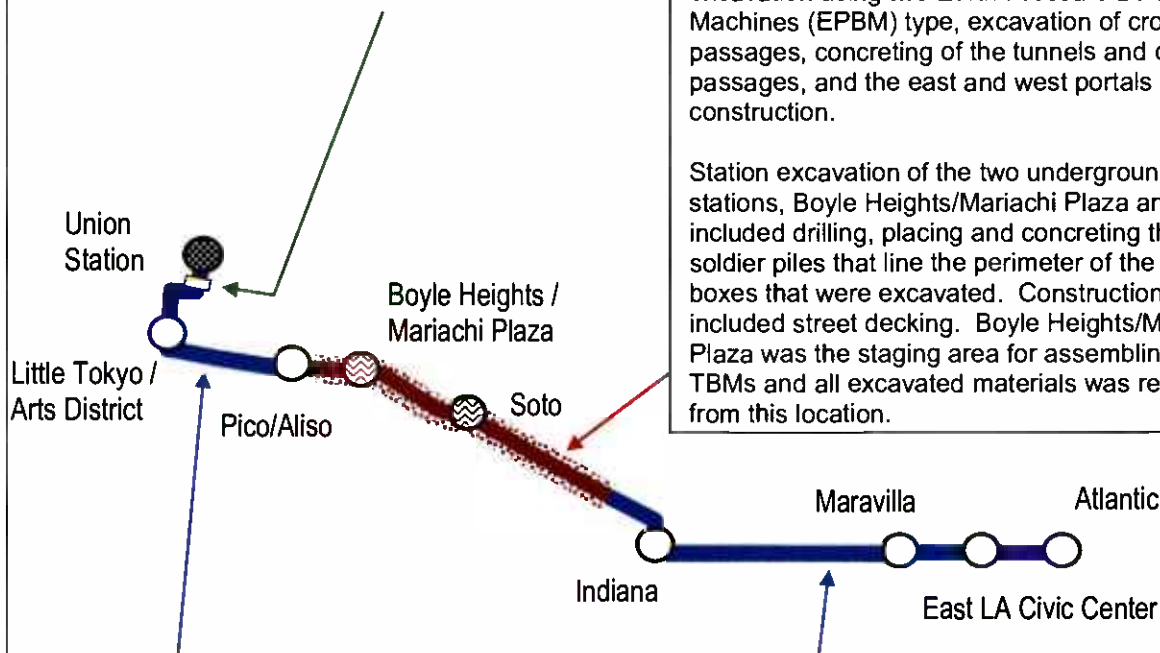 Machines (EPBM) type, excavation of cro
passages, concreting of the tunnels and c
passages, and the east and west portals
construction.
Station excavation of the two undergroun
stations, Boyle Heights/Mariachi Plaza ar
included drilling, placing and concreting th
soldier piles that line the perimeter of the
boxes that were excavated. Construction
included street decking. Boyle Heights/M
Plaza was the staging area for assemblin
TBMs and all excavated materials was re
from this location.
Union
Station
Boyle Heights /
Mariachi Plaza
Little Tokyo /
Arts District
Pico/Aliso
Soto
Maravilla
Atlantic
Indiana
East LA Civic Center